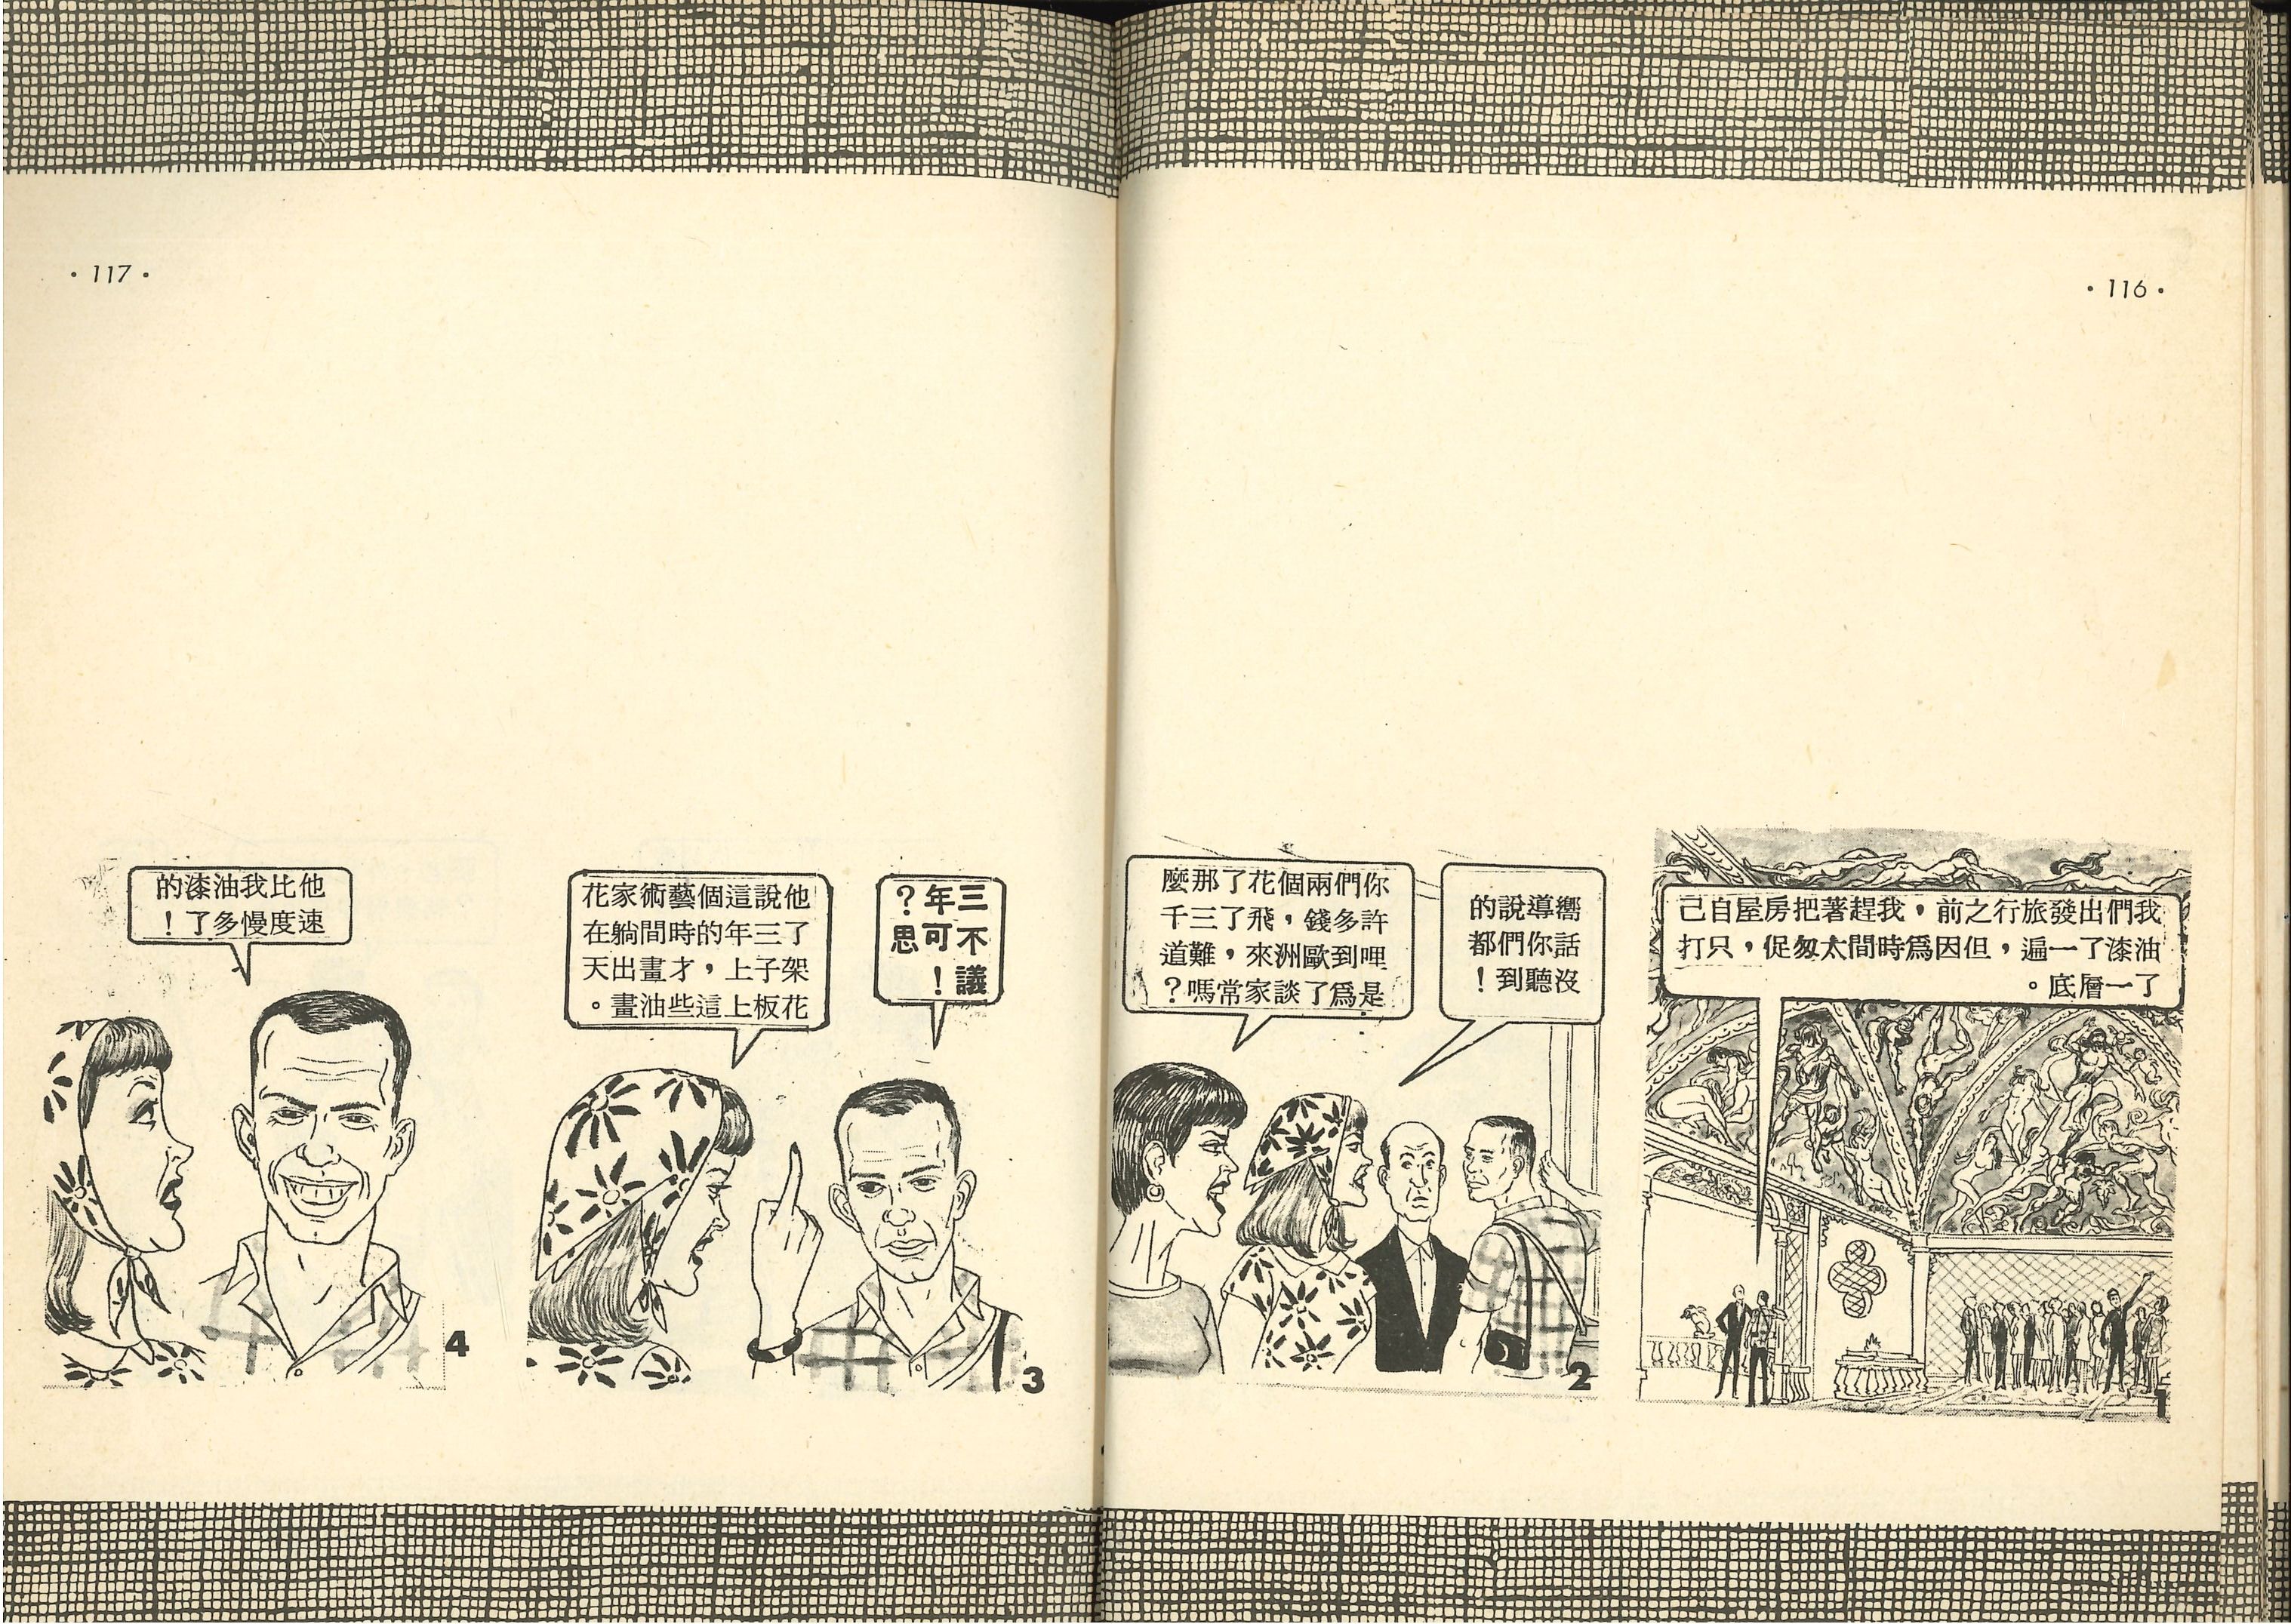 ·116·
我們出發旅行之前，我趕著把房屋自己
油漆了一遍，但因爲時間太匆促，只打
了一層底。
1
嚮導說的
話你們都
沒聽到！
你們兩個花了那麼
許多錢，飛了三千
哩到歐洲來，難道
是爲了談家常嗎？
2
·117·
三年？
不可思
議！
他說這個藝術家花
了三年的時間躺在
架子上，才畫出天
花板上這些油畫。
3
他比我油漆的
速度慢多了！
4